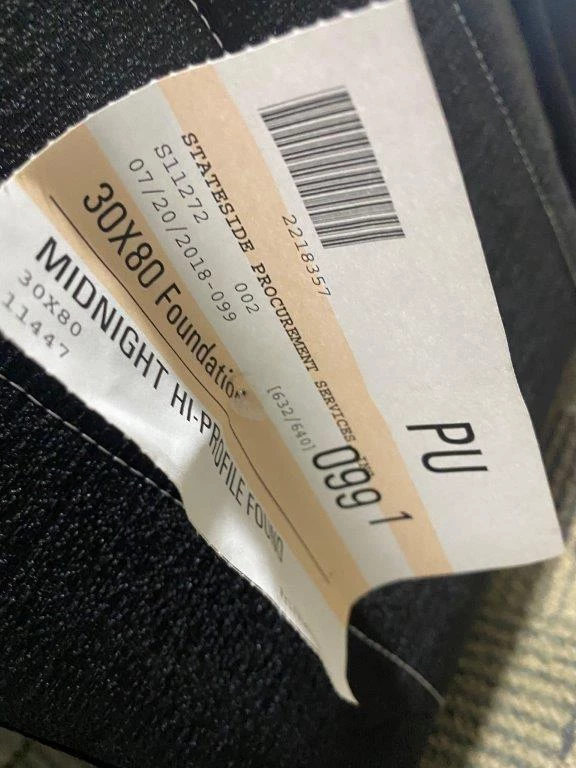 2218357
PU
STATESIDE PROCUREMENT SERVICES
S11272 002
07/20/2018-099
[632/640] 099 1
30X80 Foundation
MIDNIGHT HI-PROFILE FOUND
30X80
11447